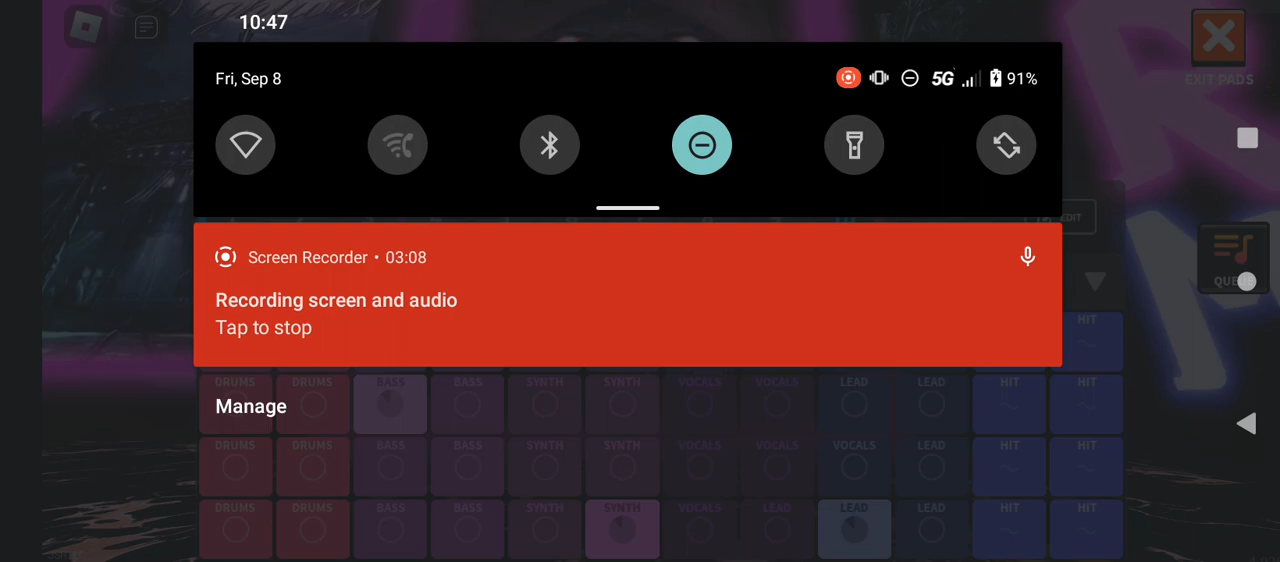 10:47
Fri, Sep 8
5G
91%
EXIT PADS
EDIT
Screen Recorder • 03:08
Recording screen and audio
Tap to stop
HIT
DRUMS DRUMS BASS BASS SYNTH SYNTH VOCALS VOCALS LEAD LEAD HIT HIT
Manage
DRUMS DRUMS BASS BASS SYNTH SYNTH VOCALS VOCALS VOCALS LEAD HIT HIT
DRUMS DRUMS BASS BASS SYNTH SYNTH VOCALS LEAD LEAD LEAD HIT HIT